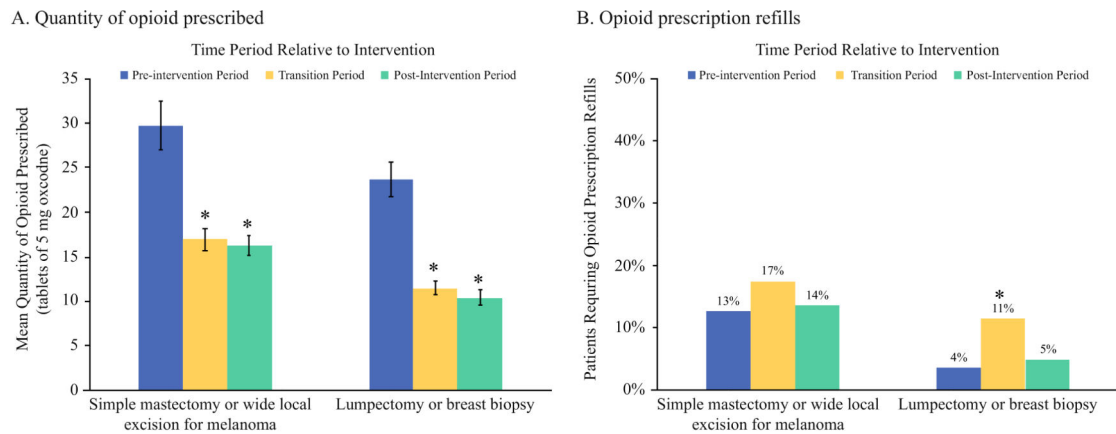 A. Quantity of opioid prescribed
Time Period Relative to Intervention
Pre-intervention Period Transition Period Post-Intervention Period
Mean Quantity of Opioid Prescribed
(tablets of 5 mg oxcodne)
35
30
25
20
15
10
5
0
* * * *
Simple mastectomy or wide local
excision for melanoma
Lumpectomy or breast biopsy
B. Opioid prescription refills
Time Period Relative to Intervention
Pre-intervention Period Transition Period Post-Intervention Period
Patients Requring Opioid Prescription Refills
50%
40%
30%
20%
10%
0%
13% 17% 14%
4% * 11% 5%
Simple mastectomy or wide local
excision for melanoma
Lumpectomy or breast biopsy